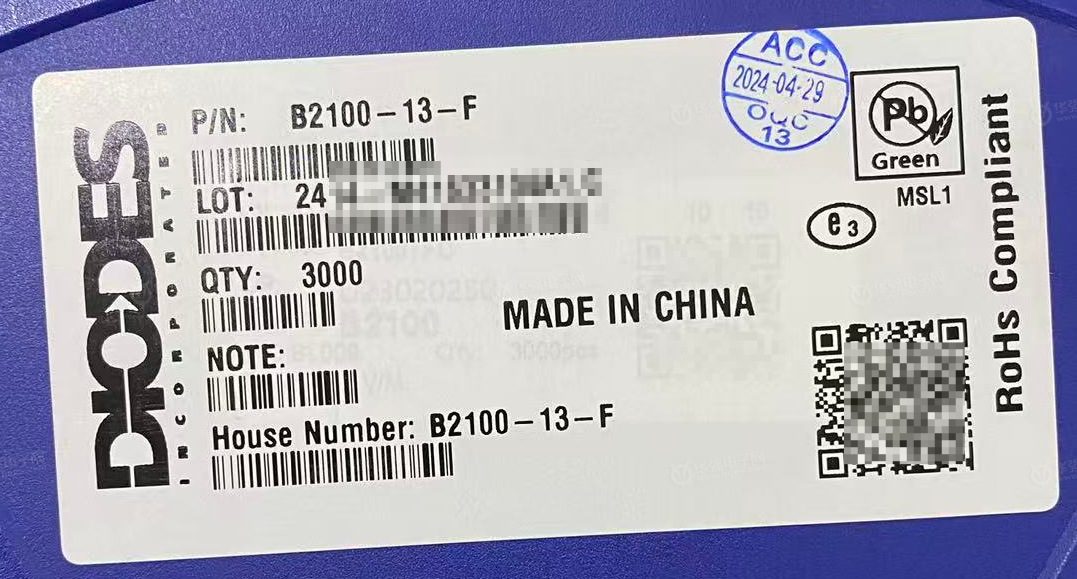 DIODES
INCORPORATED
P/N: B2100-13-F
LOT: 24
QTY: 3000
NOTE:
House Number: B2100-13-F
MADE IN CHINA
ACC
2024-04-29
OQC
13
Pb
Green
MSL1
e3
RoHS Compliant
B2100